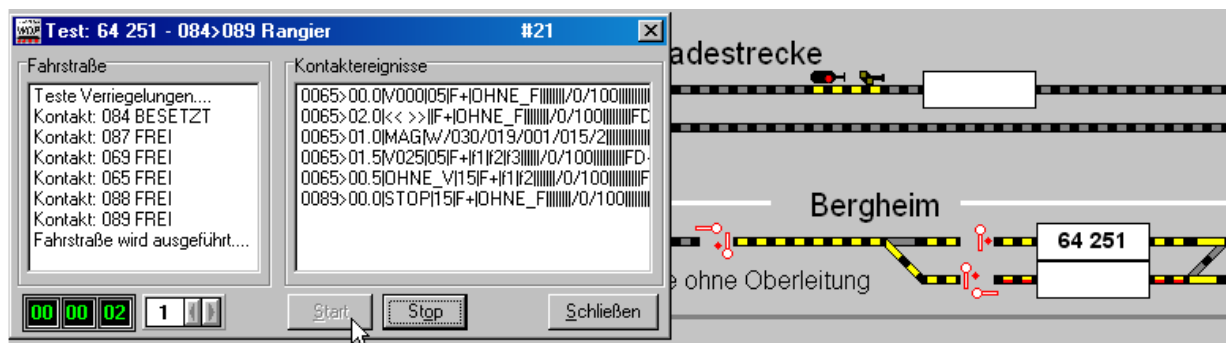 Test: 64 251 - 084>089 Rangier #21
Fahrstraße
Teste Verriegelungen....
Kontakt: 084 BESETZT
Kontakt: 087 FREI
Kontakt: 069 FREI
Kontakt: 065 FREI
Kontakt: 088 FREI
Kontakt: 089 FREI
Fahrstraße wird ausgeführt....
Kontaktereignisse
0065>00.0|V000|05|F+|OHNE_F|||||||/0/100||||||||||
0065>02.0|<< >>||F+|OHNE_F|||||||/0/100||||||||||FD
0065>01.0|MAG|W/030/019/001/015/2||||||||||||||||||
0065>01.5|V025|05|F+|f1|f2|f3|||||/0/100||||||||||FD-
0065>00.5|OHNE_V|15|F+|f1|f2||||||/0/100||||||||||F
0089>00.0|STOP|15|F+|OHNE_F|||||||/0/100||||||||||
00 00 02
1
Start
Stop
Schließen
adestrecke
Bergheim
64 251
e ohne Oberleitung